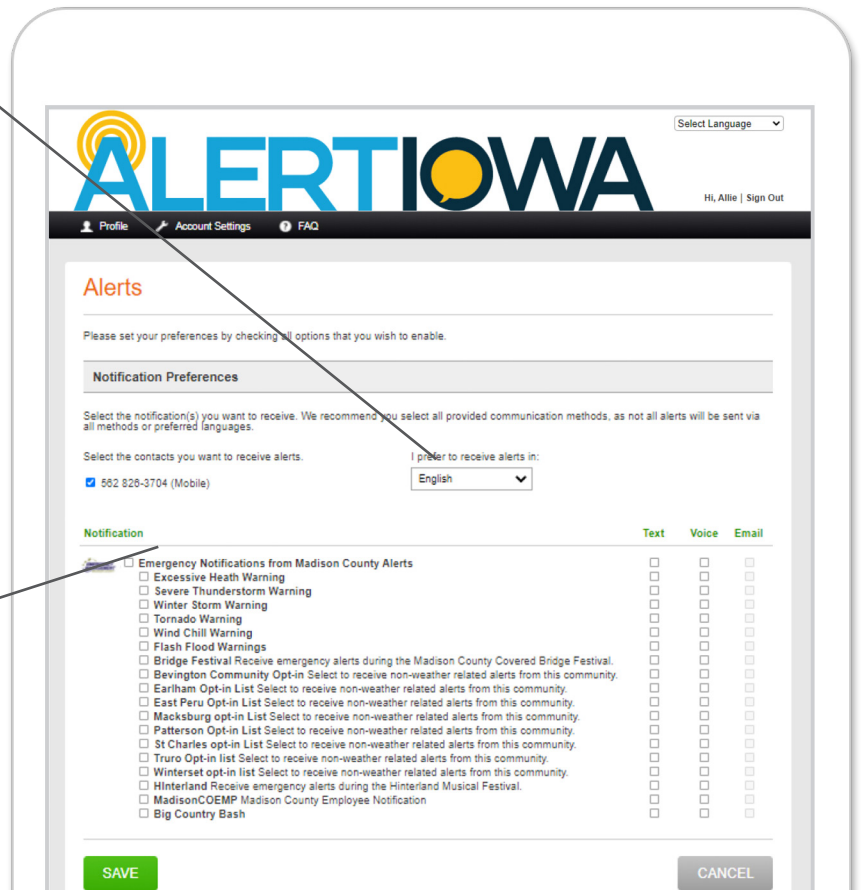 ALERTIOWA
Select Language
Hi, Allie | Sign Out
Profile Account Settings FAQ
Alerts
Please set your preferences by checking all options that you wish to enable.
Notification Preferences
Select the notification(s) you want to receive. We recommend you select all provided communication methods, as not all alerts will be sent via
all methods or preferred languages.
Select the contacts you want to receive alerts. I prefer to receive alerts in:
562 826-3704 (Mobile) English
Notification Text Voice Email
Emergency Notifications from Madison County Alerts
Excessive Heath Warning
Severe Thunderstorm Warning
Winter Storm Warning
Tornado Warning
Wind Chill Warning
Flash Flood Warnings
Bridge Festival Receive emergency alerts during the Madison County Covered Bridge Festival.
Bevington Community Opt-in Select to receive non-weather related alerts from this community.
Earlham Opt-in List Select to receive non-weather related alerts from this community.
East Peru Opt-in List Select to receive non-weather related alerts from this community.
Macksburg opt-in List Select to receive non-weather related alerts from this community.
Patterson Opt-in List Select to receive non-weather related alerts from this community.
St Charles opt-in List Select to receive non-weather related alerts from this community.
Truro Opt-in list Select to receive non-weather related alerts from this community.
Winterset opt-in list Select to receive non-weather related alerts from this community.
HInterland Receive emergency alerts during the Hinterland Musical Festival.
MadisonCOEMP Madison County Employee Notification
Big Country Bash
SAVE CANCEL